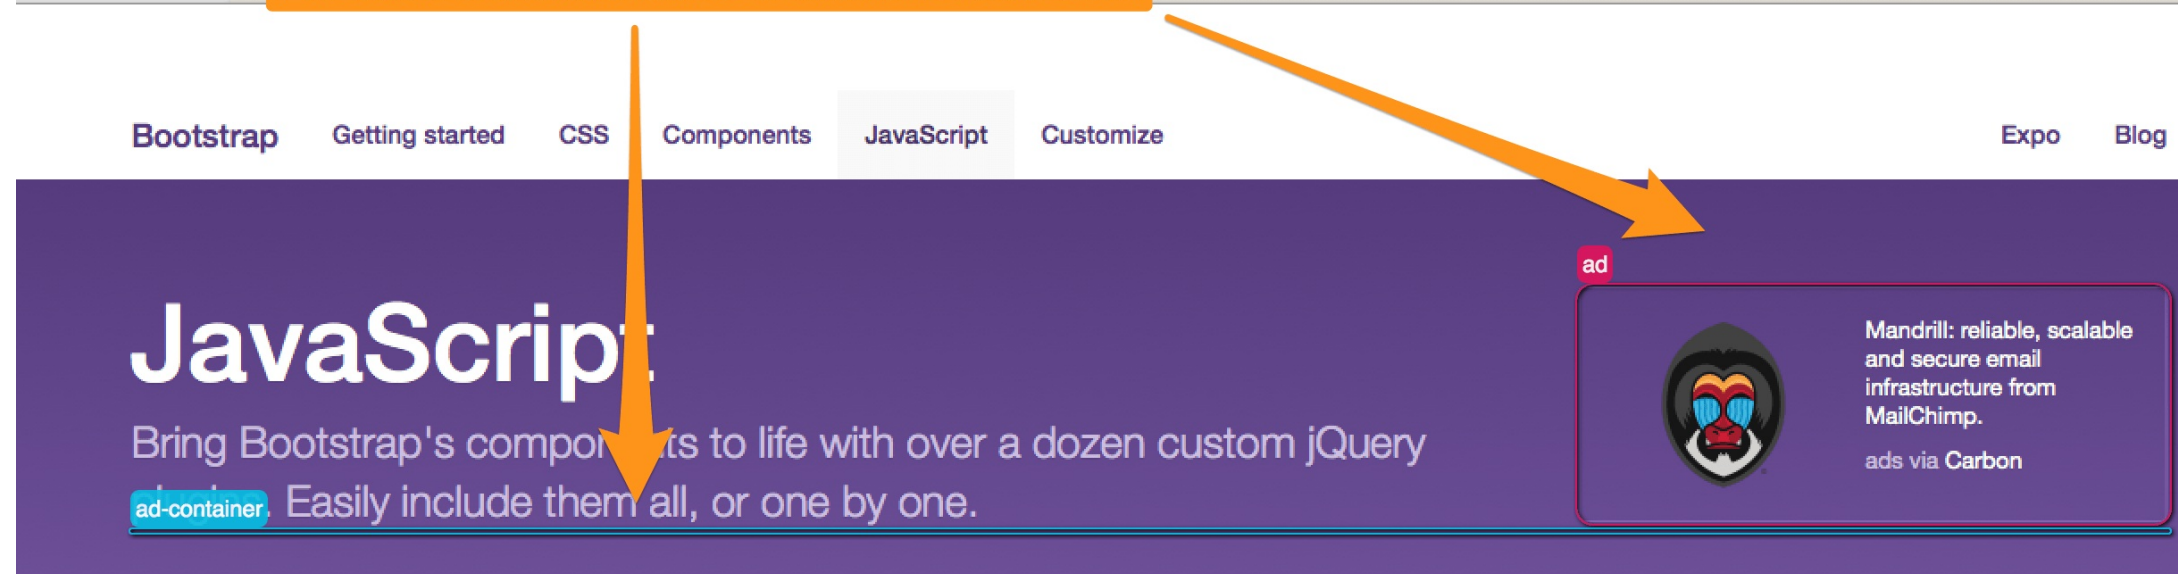 Bootstrap Getting started CSS Components JavaScript Customize Expo Blog
ad
JavaScript
Mandrill: reliable, scalable
and secure email
infrastructure from
MailChimp.
ads via Carbon
Bring Bootstrap's components to life with over a dozen custom jQuery
plugins. Easily include them all, or one by one.
ad-container